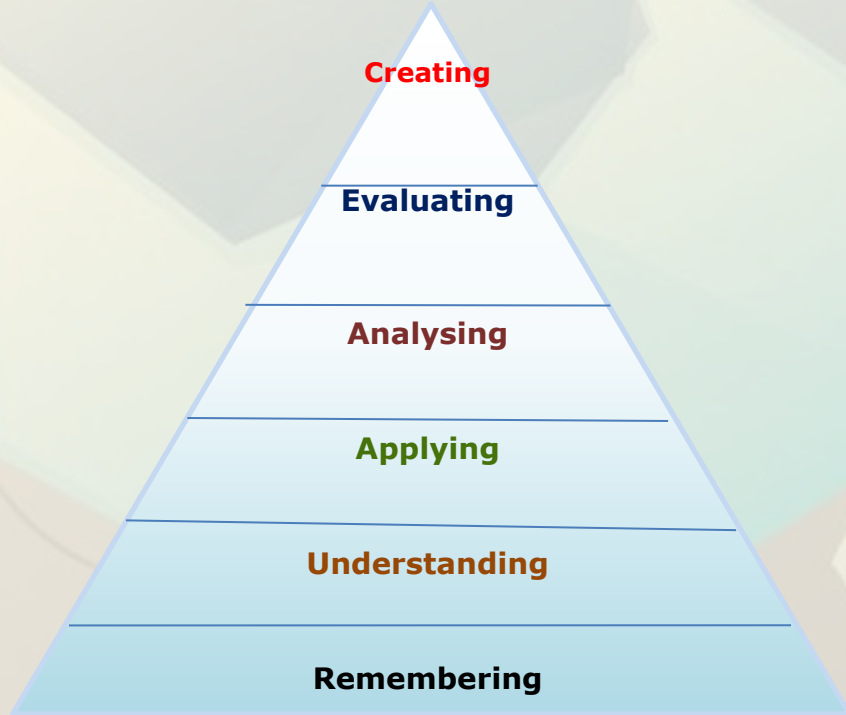 Creating
Evaluating
Analysing
Applying
Understanding
Remembering